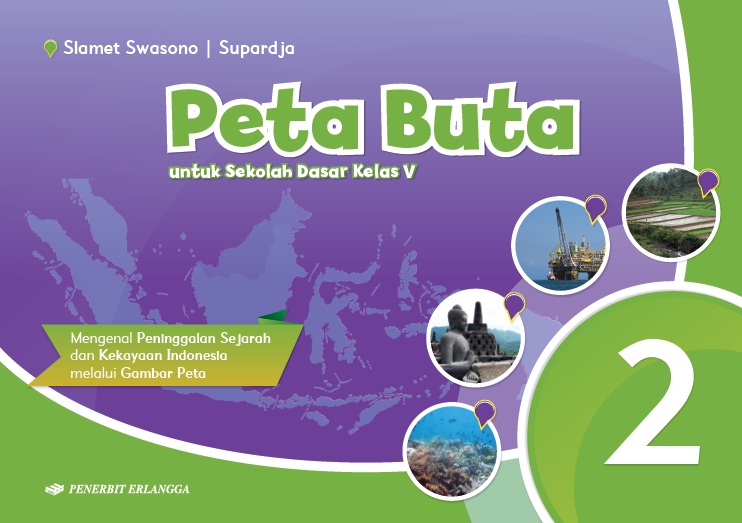 Slamet Swasono | Supardja
Peta Buta
untuk Sekolah Dasar Kelas V
Mengenal Peninggalan Sejarah
dan Kekayaan Indonesia
melalui Gambar Peta
2
PENERBIT ERLANGGA